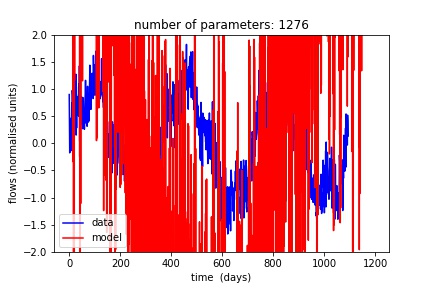 number of parameters: 1276
flows (normalised units)
2.0
1.5
1.0
0.5
0.0
−0.5
−1.0
−1.5
−2.0
data
model
0 200 400 600 800 1000 1200
time (days)